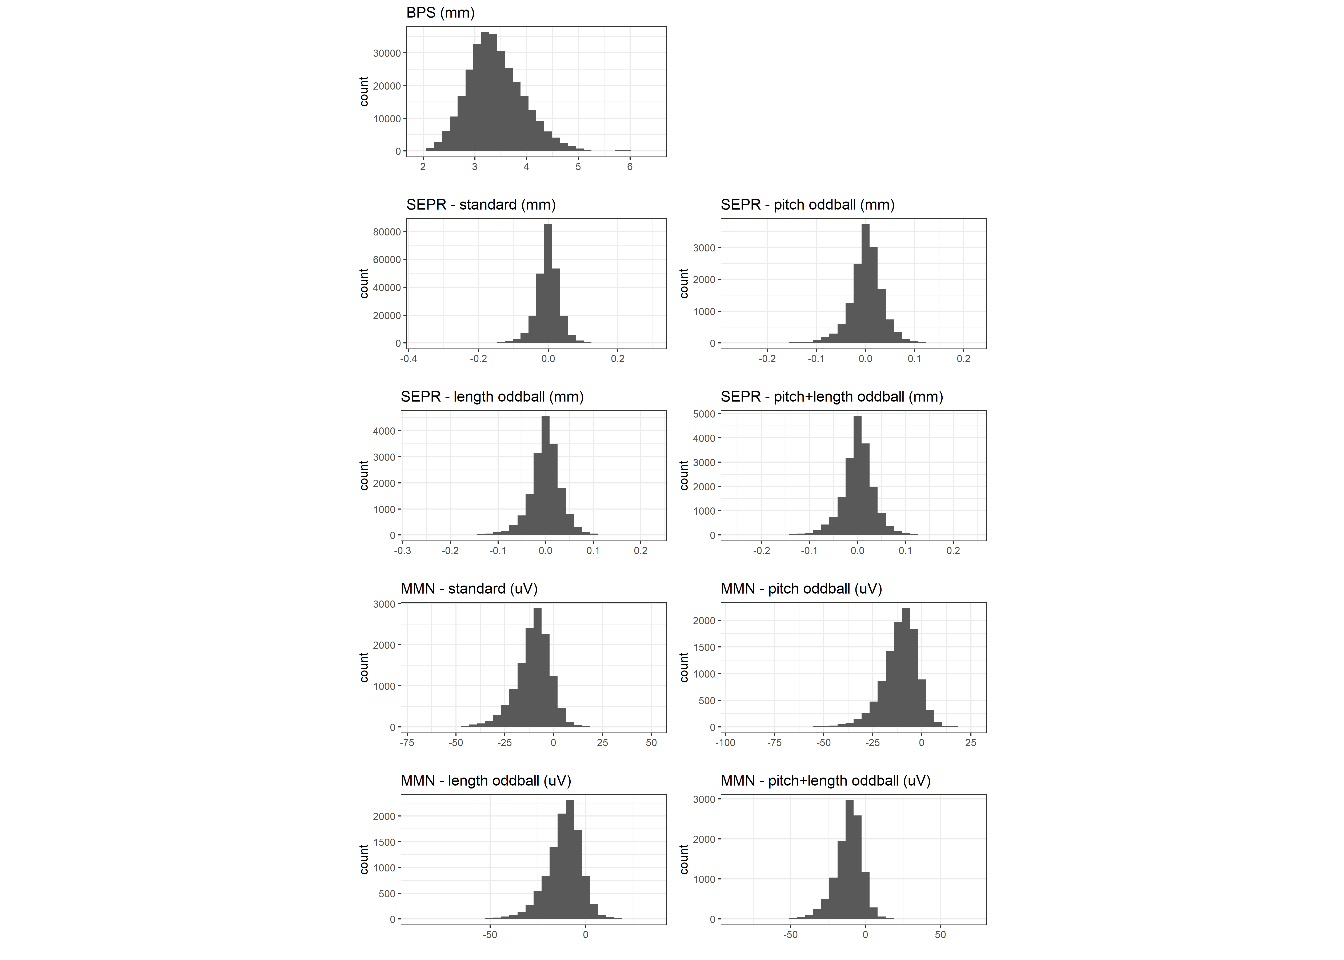 BPS (mm)
count
30000
20000
10000
0
2 3 4 5 6
SEPR - standard (mm)
count
80000
60000
40000
20000
0
-0.4 -0.2 0.0 0.2
SEPR - pitch oddball (mm)
count
3000
2000
1000
0
-0.2 -0.1 0.0 0.1 0.2
SEPR - length oddball (mm)
count
4000
3000
2000
1000
0
-0.3 -0.2 -0.1 0.0 0.1 0.2
SEPR - pitch+length oddball (mm)
count
5000
4000
3000
2000
1000
0
-0.2 -0.1 0.0 0.1 0.2
MMN - standard (uV)
count
3000
2000
1000
0
-75 -50 -25 0 25 50
MMN - pitch oddball (uV)
count
2000
1500
1000
500
0
-100 -75 -50 -25 0 25
MMN - length oddball (uV)
count
2000
1500
1000
500
0
-50 0
MMN - pitch+length oddball (uV)
count
3000
2000
1000
0
-50 0 50